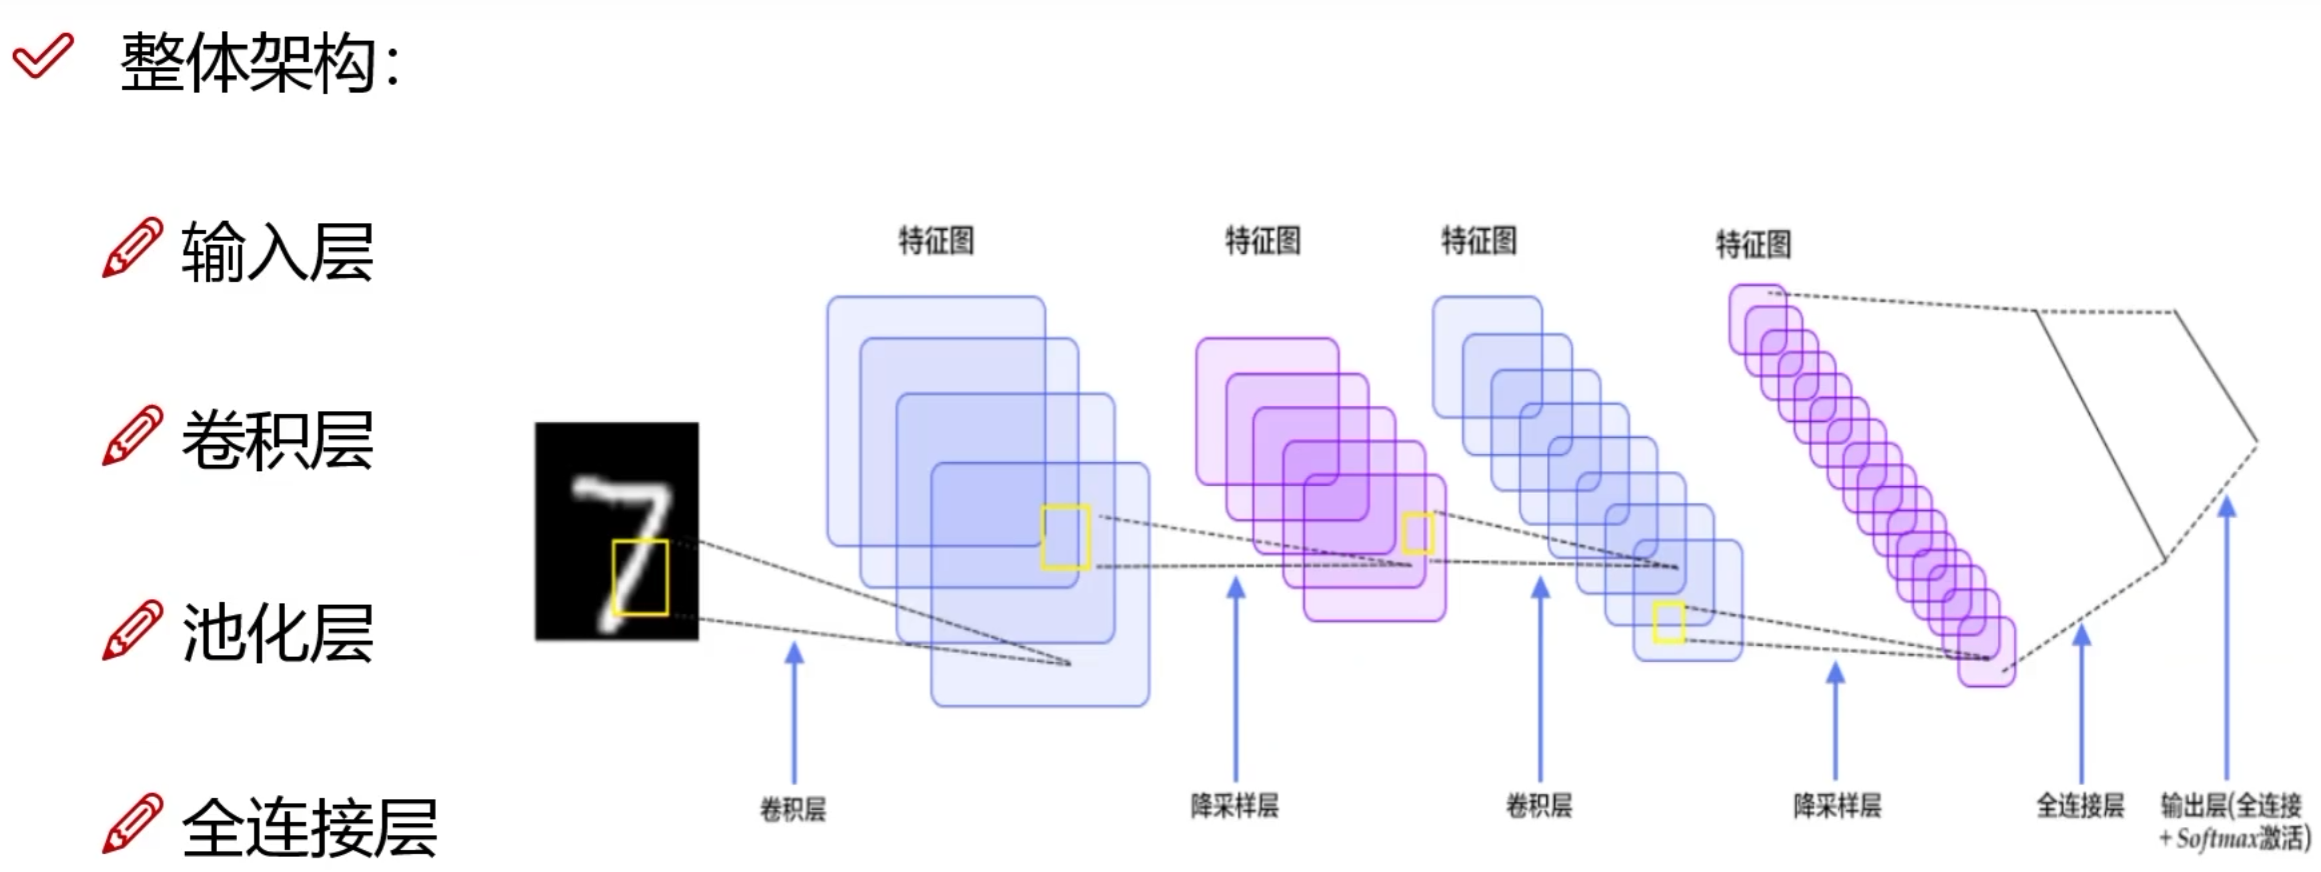 整体架构：
输入层
卷积层
池化层
全连接层
特征图
特征图
特征图
特征图
卷积层
降采样层
卷积层
降采样层
全连接层
输出层(全连接
+Softmax激活)